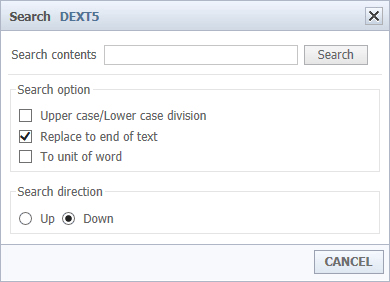 Search DEXT5
Search contents Search
Search option
Upper case/Lower case division
Replace to end of text
To unit of word
Search direction
Up Down
CANCEL